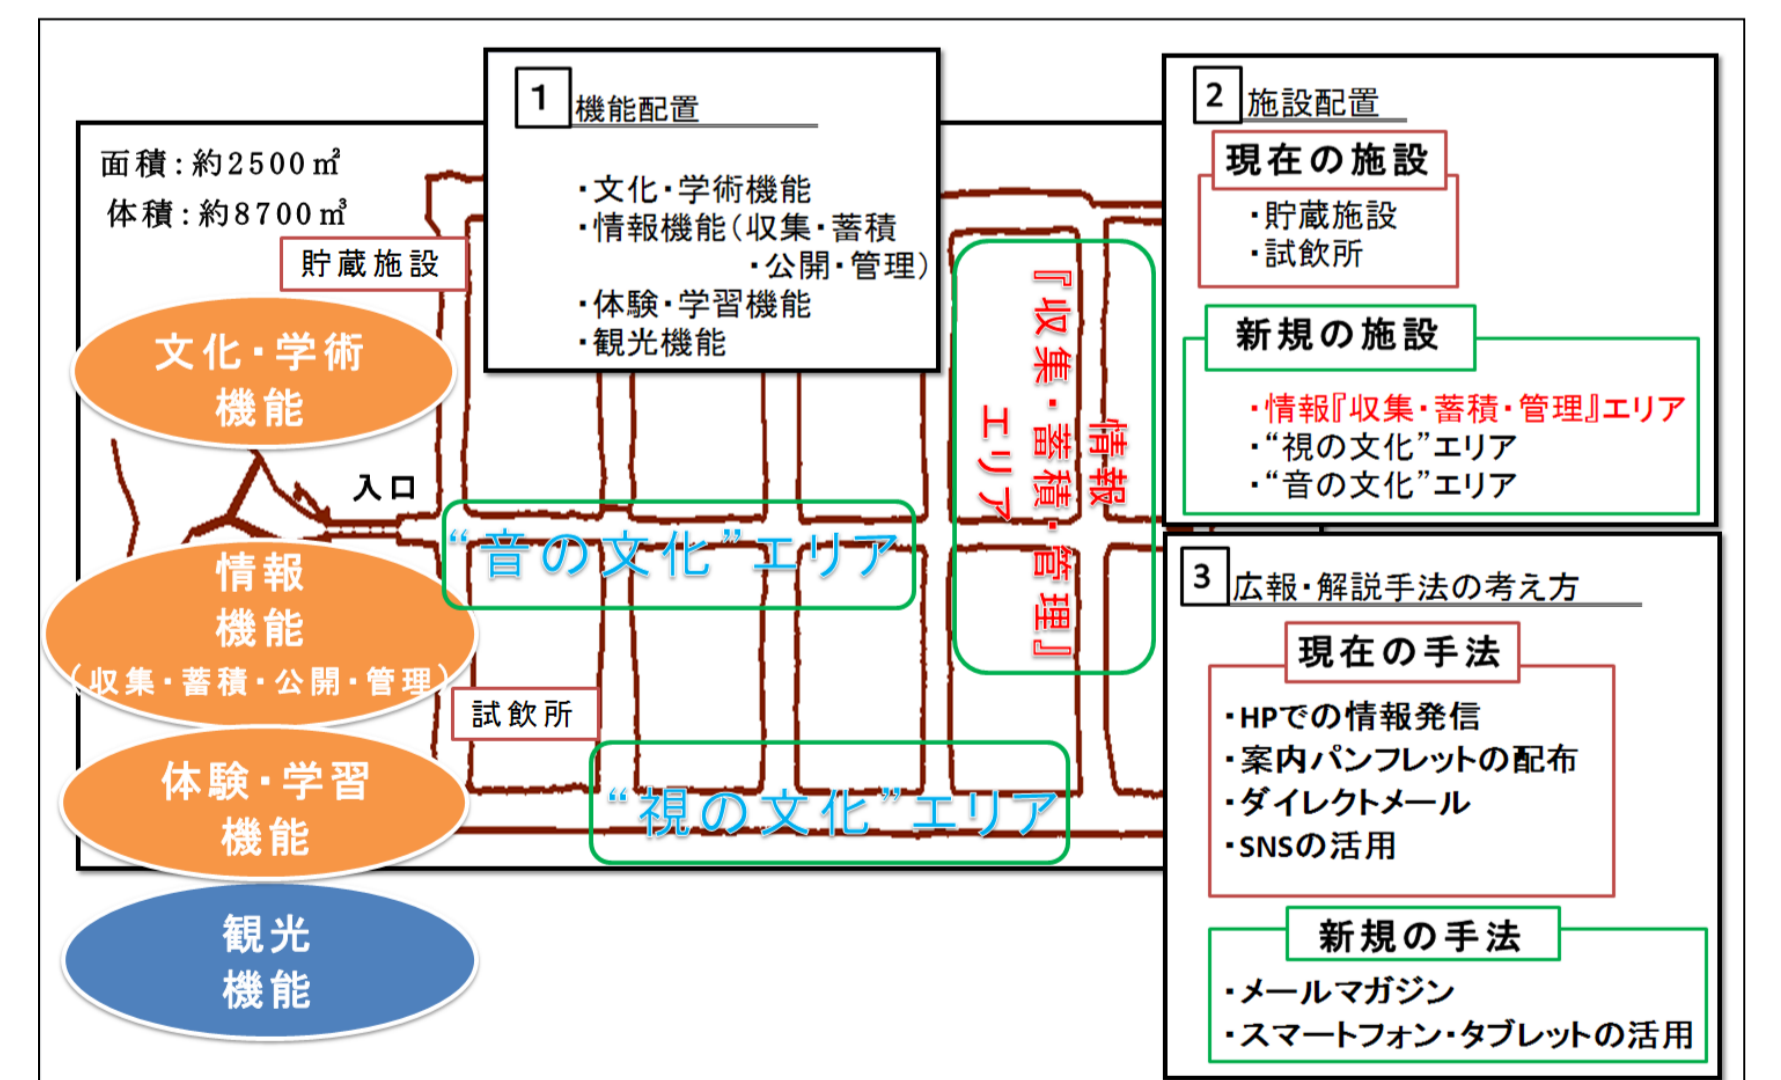 面積:約2500㎡
体積:約8700㎥
貯蔵施設
文化・学術
機能
入口
情報
機能
(収集・蓄積・公開・管理)
試飲所
体験・学習
機能
観光
機能
“音の文化”エリア
“視の文化”エリア
情報
『収集・蓄積・管理』
エリア
1 機能配置
・文化・学術機能
・情報機能(収集・蓄積
・公開・管理)
・体験・学習機能
・観光機能
2 施設配置
現在の施設
・貯蔵施設
・試飲所
新規の施設
・情報『収集・蓄積・管理』エリア
・“視の文化”エリア
・“音の文化”エリア
3 広報・解説手法の考え方
現在の手法
・HPでの情報発信
・案内パンフレットの配布
・ダイレクトメール
・SNSの活用
新規の手法
・メールマガジン
・スマートフォン・タブレットの活用